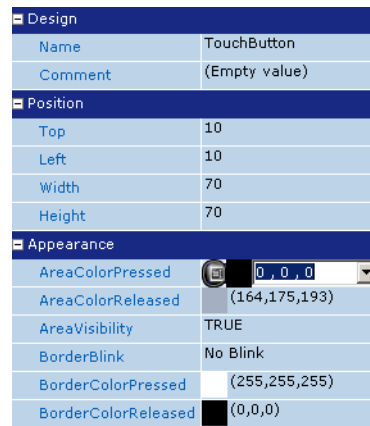 Design
Name TouchButton
Comment (Empty value)
Position
Top 10
Left 10
Width 70
Height 70
Appearance
AreaColorPressed 0 , 0 , 0
AreaColorReleased (164,175,193)
AreaVisibility TRUE
BorderBlink No Blink
BorderColorPressed (255,255,255)
BorderColorReleased (0,0,0)